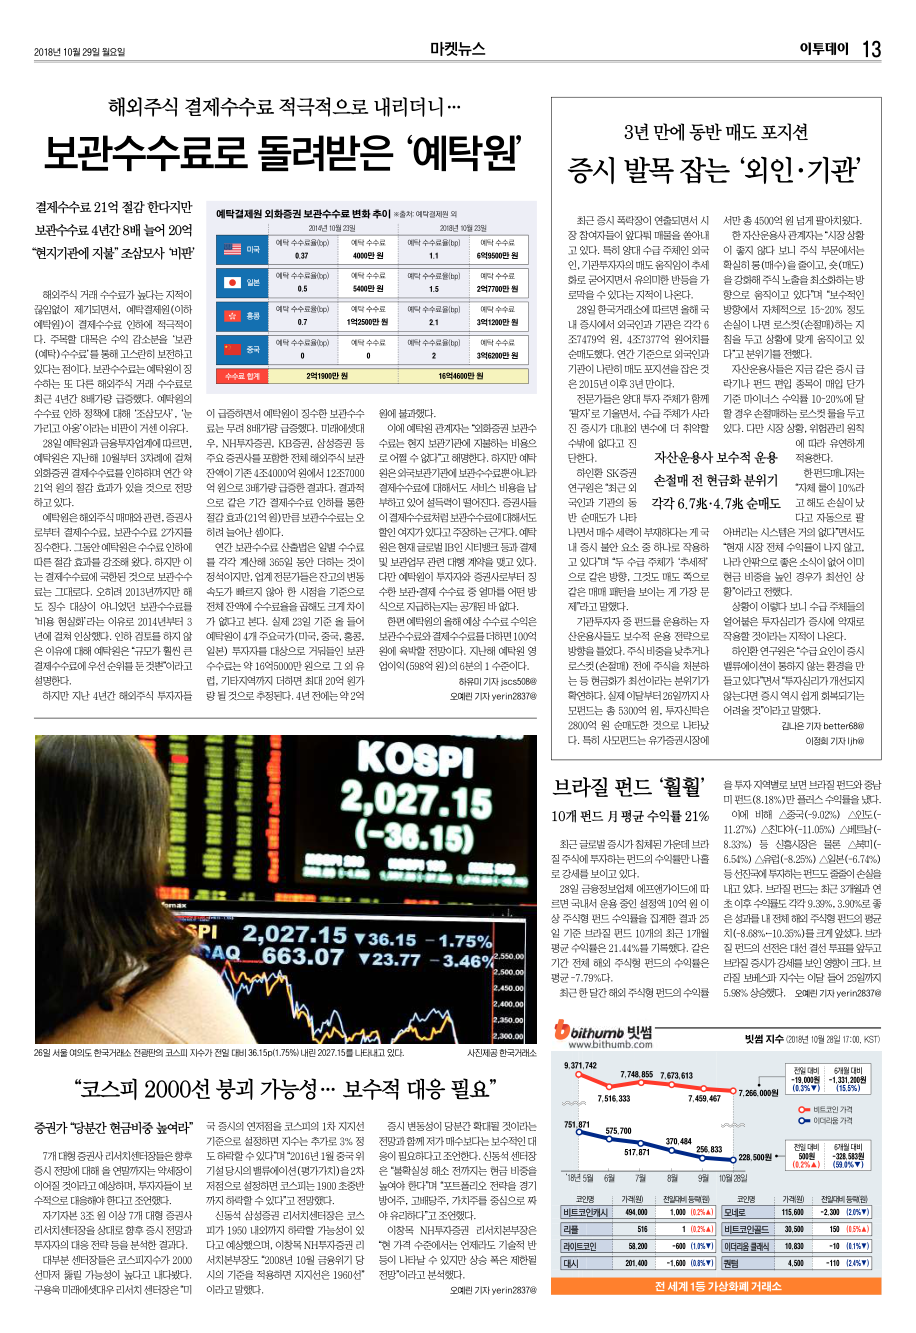 2018년 10월 29일 월요일
마켓뉴스
이투데이 13
해외주식 결제수수료 적극적으로 내리더니…
보관수수료로 돌려받은 ‘예탁원’
결제수수료 21억 절감 한다지만
보관수수료 4년간 8배 늘어 20억
“현지기관에 지불” 조삼모사 ‘비판’
예탁결제원 외화증권 보관수수료 변화 추이 ※출처: 예탁결제원 외
2014년 10월 23일 2018년 10월 23일
미국 예탁 수수료율(bp) 예탁 수수료 예탁 수수료율(bp) 예탁 수수료
0.37 4000만 원 1.1 6억9500만 원
일본 예탁 수수료율(bp) 예탁 수수료 예탁 수수료율(bp) 예탁 수수료
0.5 5400만 원 1.5 2억7700만 원
홍콩 예탁 수수료율(bp) 예탁 수수료 예탁 수수료율(bp) 예탁 수수료
0.7 1억2500만 원 2.1 3억1200만 원
중국 예탁 수수료율(bp) 예탁 수수료 예탁 수수료율(bp) 예탁 수수료
0 0 2 3억6200만 원
수수료 합계 2억1900만 원 16억4600만 원
해외주식 거래 수수료가 높다는 지적이
끊임없이 제기되면서, 예탁결제원(이하
예탁원)이 결제수수료 인하에 적극적이
다. 주목할 대목은 수익 감소분을 ‘보관
(예탁)수수료’를 통해 고스란히 보전하고
있다는 점이다. 보관수수료는 예탁원이 징
수하는 또 다른 해외주식 거래 수수료로
최근 4년간 8배가량 급증했다. 예탁원의
수수료 인하 정책에 대해 ‘조삼모사’, ‘눈
가리고 아웅’이라는 비판이 거센 이유다.
28일 예탁원과 금융투자업계에 따르면,
예탁원은 지난해 10월부터 3차례에 걸쳐
외화증권 결제수수료를 인하하며 연간 약
21억 원의 절감 효과가 있을 것으로 전망
하고 있다.
예탁원은 해외주식 매매와 관련, 증권사
로부터 결제수수료, 보관수수료 2가지를
징수한다. 그동안 예탁원은 수수료 인하에
따른 절감 효과를 강조해 왔다. 하지만 이
는 결제수수료에 국한된 것으로 보관수수
료는 그대로다. 오히려 2013년까지만 해
도 징수 대상이 아니었던 보관수수료를
‘비용 현실화’라는 이유로 2014년부터 3
년에 걸쳐 인상했다. 인하 검토를 하지 않
은 이유에 대해 예탁원은 “규모가 훨씬 큰
결제수수료에 우선 순위를 둔 것뿐”이라고
설명한다.
하지만 지난 4년간 해외주식 투자자들
이 급증하면서 예탁원이 징수한 보관수수
료는 무려 8배가량 급증했다. 미래에셋대
우, NH투자증권, KB증권, 삼성증권 등
주요 증권사를 포함한 전체 해외주식 보관
잔액이 기존 4조4000억 원에서 12조7000
억 원으로 3배가량 급증한 결과다. 결과적
으로 같은 기간 결제수수료 인하를 통한
절감 효과(21억 원)만큼 보관수수료는 오
히려 늘어난 셈이다.
연간 보관수수료 산출법은 일별 수수료
를 각각 계산해 365일 동안 더하는 것이
정석이지만, 업계 전문가들은 잔고의 변동
속도가 빠르지 않아 한 시점을 기준으로
전체 잔액에 수수료율을 곱해도 크게 차이
가 없다고 본다. 실제 23일 기준 올 들어
예탁원이 4개 주요국가(미국, 중국, 홍콩,
일본) 투자자를 대상으로 거둬들인 보관
수수료는 약 16억5000만 원으로 그 외 유
럽, 기타지역까지 더하면 최대 20억 원가
량 될 것으로 추정된다. 4년 전에는 약 2억
원에 불과했다.
이에 예탁원 관계자는 “외화증권 보관수
수료는 현지 보관기관에 지불하는 비용으
로 어쩔 수 없다”고 해명한다. 하지만 예탁
원은 외국보관기관에 보관수수료뿐 아니라
결제수수료에 대해서도 서비스 비용을 납
부하고 있어 설득력이 떨어진다. 증권사들
이 결제수수료처럼 보관수수료에 대해서도
할인 여지가 있다고 주장하는 근거다. 예탁
원은 현재 글로벌 IB인 시티뱅크 등과 결제
및 보관업무 관련 대행 계약을 맺고 있다.
다만 예탁원이 투자자와 증권사로부터 징
수한 보관·결제 수수료 중 얼마를 어떤 방
식으로 지급하는지는 공개된 바 없다.
한편 예탁원의 올해 예상 수수료 수익은
보관수수료와 결제수수료를 더하면 100억
원에 육박할 전망이다. 지난해 예탁원 영
업이익(598억 원)의 6분의 1 수준이다.
하유미 기자 jscs508@
오예린 기자 yerin2837@
3년 만에 동반 매도 포지션
증시 발목 잡는 ‘외인·기관’
최근 증시 폭락장이 연출되면서 시
장 참여자들이 앞다퉈 매물을 쏟아내
고 있다. 특히 양대 수급 주체인 외국
인, 기관투자자의 매도 움직임이 추세
화로 굳어지면서 유의미한 반등을 가
로막을 수 있다는 지적이 나온다.
28일 한국거래소에 따르면 올해 국
내 증시에서 외국인과 기관은 각각 6
조7479억 원, 4조7377억 원어치를
순매도했다. 연간 기준으로 외국인과
기관이 나란히 매도 포지션을 잡은 것
은 2015년 이후 3년 만이다.
전문가들은 양대 투자 주체가 함께
‘팔자’로 기울면서, 수급 주체가 사라
진 증시가 대내외 변수에 더 취약할
수밖에 없다고 진
단한다.
하인환 SK증권
연구원은 “최근 외
국인과 기관의 동
반 순매도가 나타
나면서 매수 세력이 부재하다는 게 국
내 증시 불안 요소 중 하나로 작용하
고 있다”며 “두 수급 주체가 ‘추세적’
으로 같은 방향, 그것도 매도 쪽으로
같은 매매 패턴을 보이는 게 가장 문
제”라고 말했다.
기관투자자 중 펀드를 운용하는 자
산운용사들도 보수적 운용 전략으로
방향을 틀었다. 주식 비중을 낮추거나
로스컷(손절매) 전에 주식을 처분하
는 등 현금화가 최선이라는 분위기가
확연하다. 실제 이달부터 26일까지 사
모펀드는 총 5300억 원, 투자신탁은
2800억 원 순매도한 것으로 나타났
다. 특히 사모펀드는 유가증권시장에
서만 총 4500억 원 넘게 팔아치웠다.
한 자산운용사 관계자는 “시장 상황
이 좋지 않다 보니 주식 부문에서는
확실히 롱(매수)을 줄이고, 숏(매도)
을 강화해 주식 노출을 최소화하는 방
향으로 움직이고 있다”며 “보수적인
방향에서 자체적으로 15~20% 정도
손실이 나면 로스컷(손절매)하는 지
침을 두고 상황에 맞게 움직이고 있
다”고 분위기를 전했다.
자산운용사들은 지금 같은 증시 급
락기나 펀드 편입 종목이 매입 단가
기준 마이너스 수익률 10~20%에 달
할 경우 손절매하는 로스컷 룰을 두고
있다. 다만 시장 상황, 위험관리 원칙
에 따라 유연하게
적용한다.
한 펀드매니저는
“자체 룰이 10%라
고 해도 손실이 났
다고 자동으로 팔
아버리는 시스템은 거의 없다”면서도
“현재 시장 전체 수익률이 나지 않고,
나라 안팎으로 좋은 소식이 없어 이미
현금 비중을 높인 경우가 최선인 상
황”이라고 전했다.
상황이 이렇다 보니 수급 주체들의
얼어붙은 투자심리가 증시에 악재로
작용할 것이라는 지적이 나온다.
하인환 연구원은 “수급 요인이 증시
밸류에이션이 통하지 않는 환경을 만
들고 있다”면서 “투자심리가 개선되지
않는다면 증시 역시 쉽게 회복되기는
어려울 것”이라고 말했다.
김나은 기자 better68@
이정희 기자 ljh@
자산운용사 보수적 운용
손절매 전 현금화 분위기
각각 6.7兆·4.7兆 순매도
KOSPI
2,027.15
(-36.15)
2,027.15 ▼36.15 -1.75%
663.07 ▼23.77 -3.46%
2,550.00
2,500.00
2,450.00
2,400.00
2,350.00
2,300.00
26일 서울 여의도 한국거래소 전광판의 코스피 지수가 전일 대비 36.15p(1.75%) 내린 2027.15를 나타내고 있다. 사진제공 한국거래소
“코스피 2000선 붕괴 가능성… 보수적 대응 필요”
증권가 “당분간 현금비중 높여라”
7개 대형 증권사 리서치센터장들은 향후
증시 전망에 대해 올 연말까지는 약세장이
이어질 것이라고 예상하며, 투자자들이 보
수적으로 대응해야 한다고 조언했다.
자기자본 3조 원 이상 7개 대형 증권사
리서치센터장을 상대로 향후 증시 전망과
투자자의 대응 전략 등을 분석한 결과다.
대부분 센터장들은 코스피지수가 2000
선마저 뚫릴 가능성이 높다고 내다봤다.
구용욱 미래에셋대우 리서치 센터장은 “미
국 증시의 연저점을 코스피의 1차 지지선
기준으로 설정하면 지수는 추가로 3% 정
도 하락할 수 있다”며 “2016년 1월 중국 위
기설 당시의 밸류에이션(평가가치)을 2차
저점으로 설정하면 코스피는 1900 초중반
까지 하락할 수 있다”고 전망했다.
신동석 삼성증권 리서치센터장은 코스
피가 1950 내외까지 하락할 가능성이 있
다고 예상했으며, 이창목 NH투자증권 리
서치본부장도 “2008년 10월 금융위기 당
시의 기준을 적용하면 지지선은 1960선”
이라고 말했다.
증시 변동성이 당분간 확대될 것이라는
전망과 함께 저가 매수보다는 보수적인 대
응이 필요하다고 조언한다. 신동석 센터장
은 “불확실성 해소 전까지는 현금 비중을
높여야 한다”며 “포트폴리오 전략을 경기
방어주, 고배당주, 가치주를 중심으로 짜
야 유리하다”고 조언했다.
이창목 NH투자증권 리서치본부장은
“현 가격 수준에서는 언제라도 기술적 반
등이 나타날 수 있지만 상승 폭은 제한될
전망”이라고 분석했다.
오예린 기자 yerin2837@
브라질 펀드 ‘훨훨’
10개 펀드 月 평균 수익률 21%
최근 글로벌 증시가 침체된 가운데 브라
질 주식에 투자하는 펀드의 수익률만 나홀
로 강세를 보이고 있다.
28일 금융정보업체 에프앤가이드에 따
르면 국내서 운용 중인 설정액 10억 원 이
상 주식형 펀드 수익률을 집계한 결과 25
일 기준 브라질 펀드 10개의 최근 1개월
평균 수익률은 21.44%를 기록했다. 같은
기간 전체 해외 주식형 펀드의 수익률은
평균 -7.79%다.
최근 한 달간 해외 주식형 펀드의 수익률
을 투자 지역별로 보면 브라질 펀드와 중남
미 펀드(8.18%)만 플러스 수익률을 냈다.
이에 비해 △중국(-9.02%) △인도(-
11.27%) △친디아(-11.05%) △베트남(-
8.33%) 등 신흥시장은 물론 △북미(-
6.54%) △유럽(-8.25%) △일본(-6.74%)
등 선진국에 투자하는 펀드도 줄줄이 손실을
내고 있다. 브라질 펀드는 최근 3개월과 연
초 이후 수익률도 각각 9.39%, 3.90%로 좋
은 성과를 내 전체 해외 주식형 펀드의 평균
치(-8.68%~10.35%)를 크게 앞섰다. 브라
질 펀드의 선전은 대선 결선 투표를 앞두고
브라질 증시가 강세를 보인 영향이 크다. 브
라질 보베스파 지수는 이달 들어 25일까지
5.98% 상승했다. 오예린 기자 yerin2837@
bithumb 빗썸
www.bithumb.com
빗썸 지수 (2018년 10월 28일 17:00, KST)
9,371,742
7,516,333
7,748,855
7,673,613
7,459,467
7,266,000원
전일 대비 -19,000원 (0.3%▼)
6개월 대비 -1,331,200원 (15.5%)
비트코인 가격
이더리움 가격
751,871
575,700
517,871
370,484
256,833
228,500원
전일 대비 500원 (0.2%▲)
6개월 대비 -328,583원 (59.0%▼)
’18년 5월 6월 7월 8월 9월 10월 28일
코인명 가격(원) 전일대비 등락(원) 코인명 가격(원) 전일대비 등락(원)
비트코인캐시 494,000 1,000 (0.2%▲) 모네로 115,600 -2,300 (2.0%▼)
리플 516 1 (0.2%▲) 비트코인골드 30,500 150 (0.5%▲)
라이트코인 58,200 -600 (1.0%▼) 이더리움 클래식 10,830 -10 (0.1%▼)
대시 201,400 -1,600 (0.8%▼) 퀀텀 4,500 -110 (2.4%▼)
전 세계 1등 가상화폐 거래소